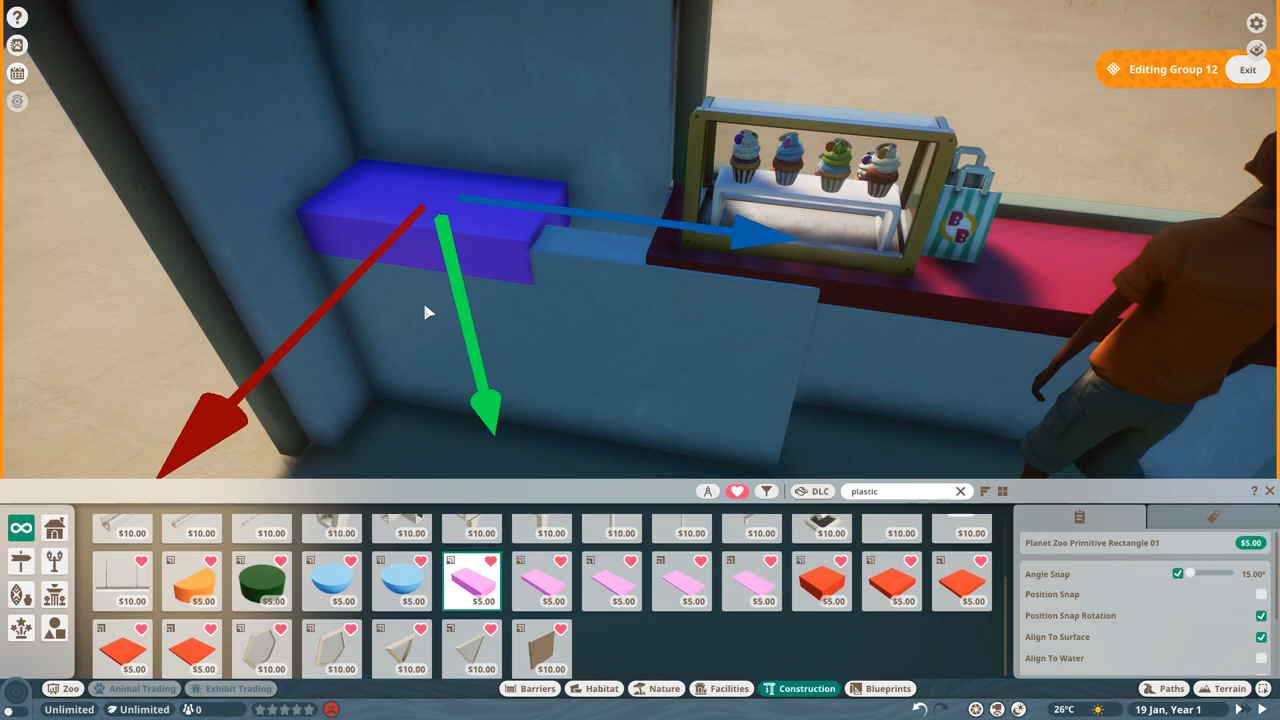 Editing Group 12
Exit
B
B
DLC
plastic
?
$10.00 $10.00 $10.00 $10.00 $10.00 $10.00 $10.00 $10.00 $10.00 $10.00 $10.00 $10.00 $10.00
$10.00 $5.00 $5.00 $5.00 $5.00 $5.00 $5.00 $5.00 $5.00 $5.00 $5.00 $5.00 $5.00
$5.00 $5.00 $10.00 $10.00 $10.00 $10.00 $10.00
Planet Zoo Primitive Rectangle 01 $5.00
Angle Snap 15.00°
Position Snap
Position Snap Rotation
Align To Surface
Align To Water
Zoo Animal Trading Exhibit Trading Barriers Habitat Nature Facilities Construction Blueprints Paths Terrain
Unlimited Unlimited 0 26°C 19 Jan, Year 1